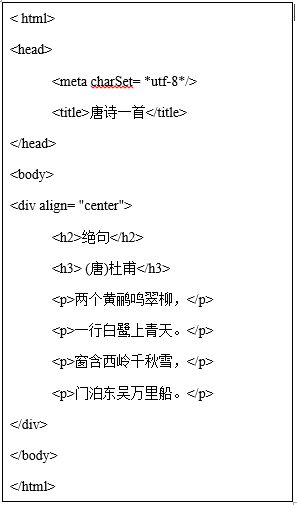 < html>
<head>
<meta charSet= *utf-8*/>
<title>唐诗一首</title>
</head>
<body>
<div align= "center">
<h2>绝句</h2>
<h3> (唐)杜甫</h3>
<p>两个黄鹂鸣翠柳，</p>
<p>一行白鹭上青天。</p>
<p>窗含西岭千秋雪，</p>
<p>门泊东吴万里船。</p>
</div>
</body>
</html>